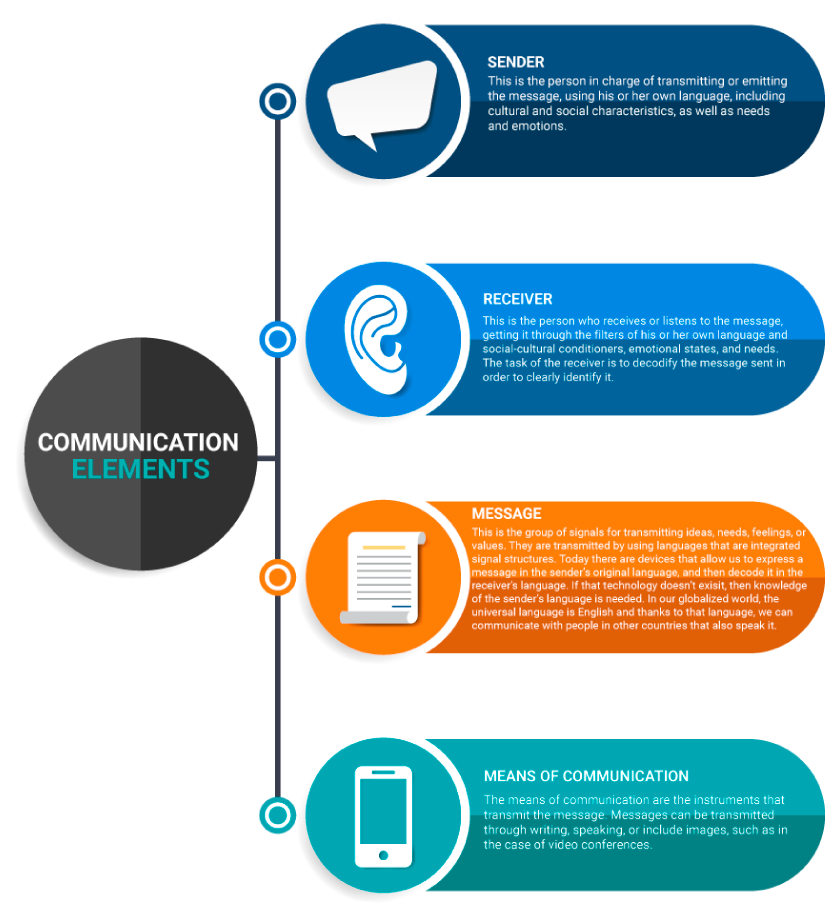 SENDER
This is the person in charge of transmitting or emitting
the message, using his or her own language, including
cultural and social characteristics, as well as needs
and emotions.
RECEIVER
This is the person who receives or listens to the message,
getting it through the filters of his or her own language and
social-cultural conditioners, emotional states, and needs.
The task of the receiver is to decodify the message sent in
order to clearly identify it.
COMMUNICATION
ELEMENTS
MESSAGE
This is the group of signals for transmitting ideas, needs, feelings, or
values. They are transmitted by using languages that are integrated
signal structures. Today there are devices that allow us to express a
message in the sender's original language, and then decode it in the
receiver's language. If that technology doesn't exisit, then knowledge
of the sender's language is needed. In our globalized world, the
universal language is English and thanks to that language, we can
communicate with people in other countries that also speak it.
MEANS OF COMMUNICATION
The means of communication are the instruments that
transmit the message. Messages can be transmitted
through writing, speaking, or include images, such as in
the case of video conferences.